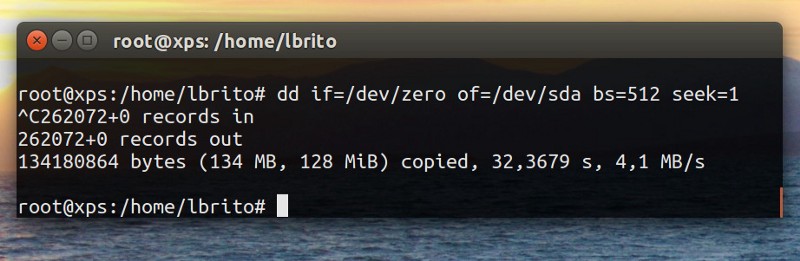 root@xps: /home/lbrito
root@xps:/home/lbrito# dd if=/dev/zero of=/dev/sda bs=512 seek=1
^C262072+0 records in
262072+0 records out
134180864 bytes (134 MB, 128 MiB) copied, 32,3679 s, 4,1 MB/s
root@xps:/home/lbrito#